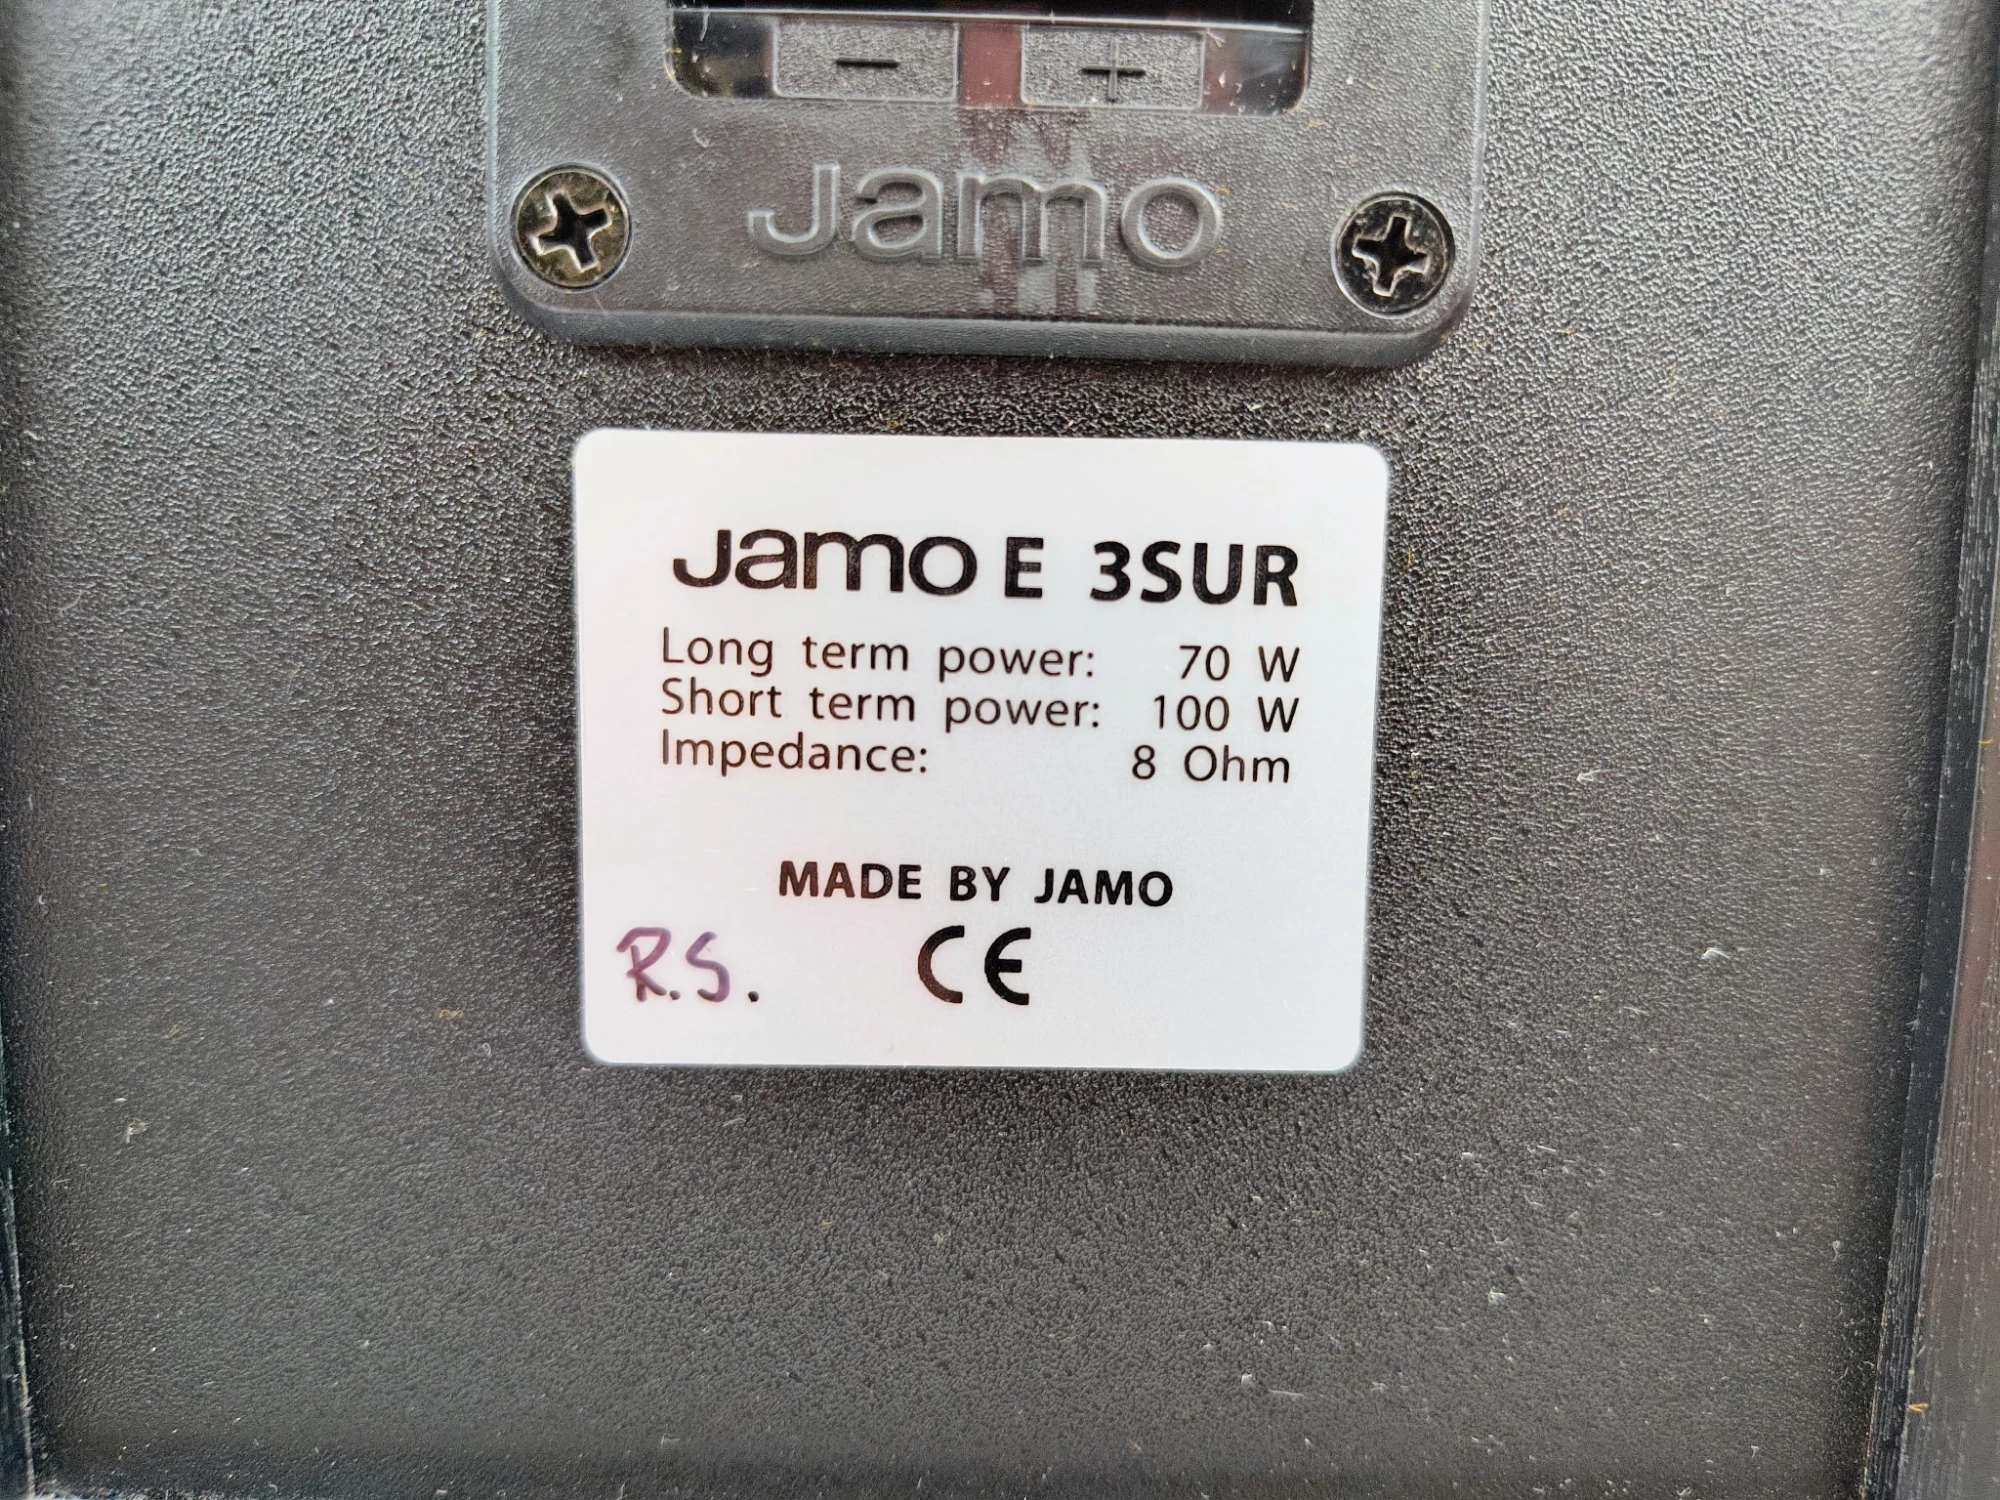 - +
Jamo
Jamo E 3SUR
Long term power: 70 W
Short term power: 100 W
Impedance: 8 Ohm
MADE BY JAMO
R.S. CE